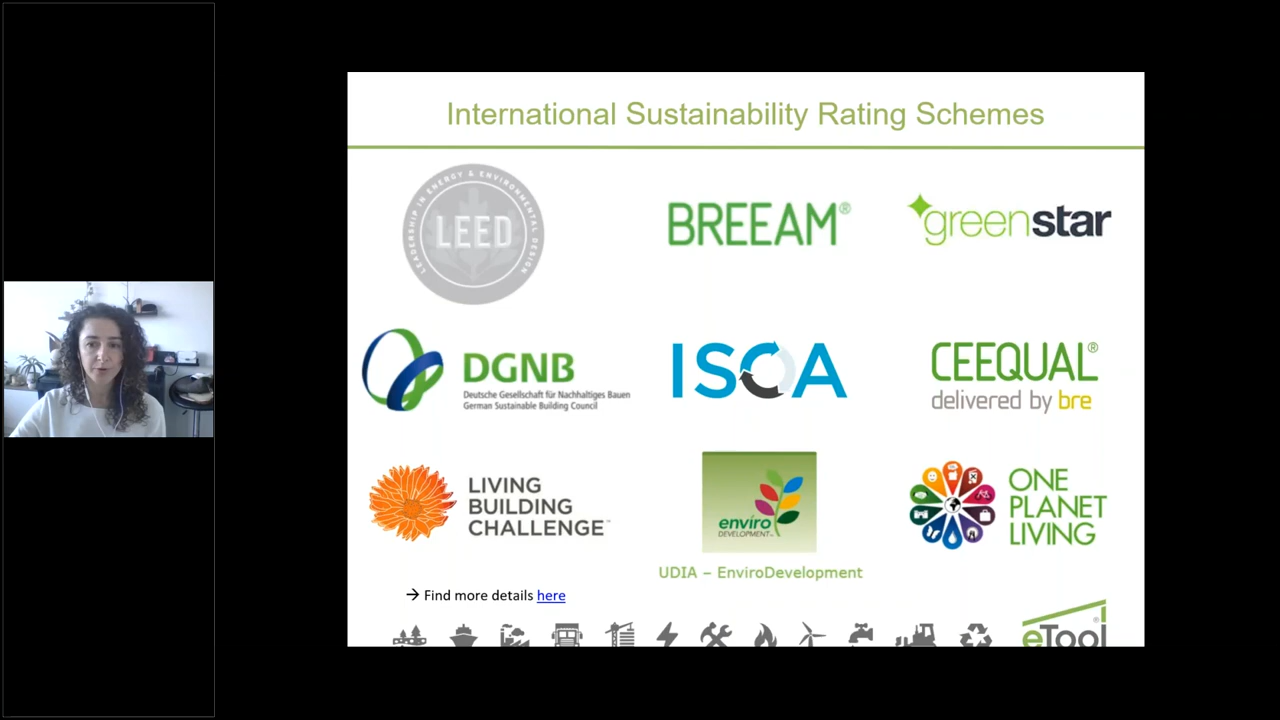 International Sustainability Rating Schemes
LEADERSHIP IN ENERGY & ENVIRONMENTAL DESIGN
LEED
BREEAM®
greenstar
DGNB
Deutsche Gesellschaft für Nachhaltiges Bauen
German Sustainable Building Council
ISCA
CEEQUAL®
delivered by bre
LIVING
BUILDING
CHALLENGE™
enviro
DEVELOPMENT™
UDIA – EnviroDevelopment
ONE
PLANET
LIVING
→ Find more details here
eTool®